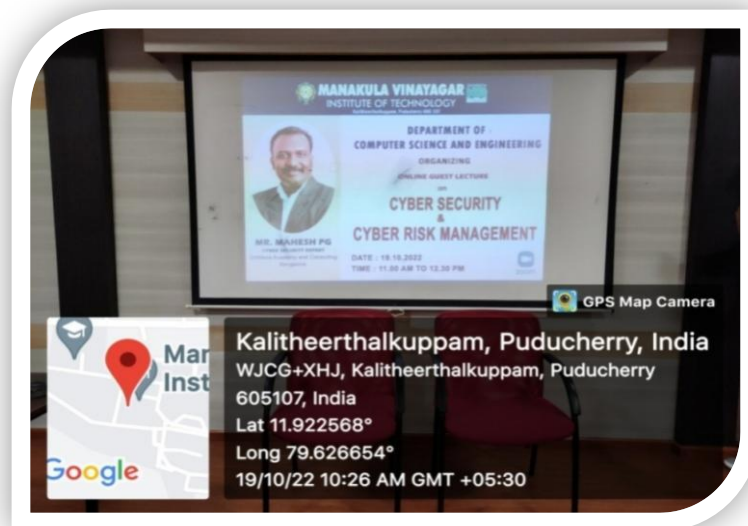 MANAKULA VINAYAGAR
INSTITUTE OF TECHNOLOGY
DEPARTMENT OF
COMPUTER SCIENCE AND ENGINEERING
ORGANIZING
ONLINE GUEST LECTURE
on
CYBER SECURITY
&
CYBER RISK MANAGEMENT
MR. MAHESH PG
DATE : 19.10.2022
TIME : 11.00 AM TO 12.30 PM
GPS Map Camera
Mar
Inst
Google
Kalitheerthalkuppam, Puducherry, India
WJCG+XHJ, Kalitheerthalkuppam, Puducherry
605107, India
Lat 11.922568°
Long 79.626654°
19/10/22 10:26 AM GMT +05:30